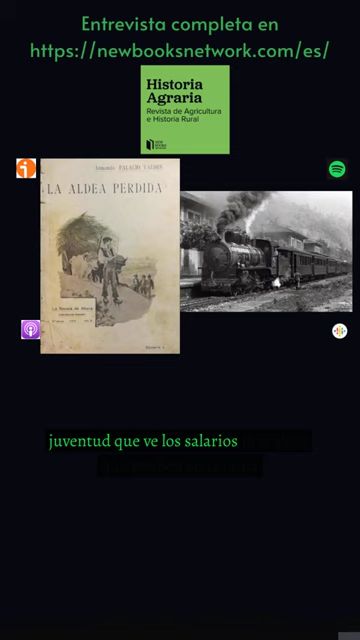 Entrevista completa en
https://newbooksnetwork.com/es/
Historia
Agraria
Revista de Agricultura
e Historia Rural
Armando PALACIO VALDÉS
LA ALDEA PERDIDA
juventud que ve los salarios